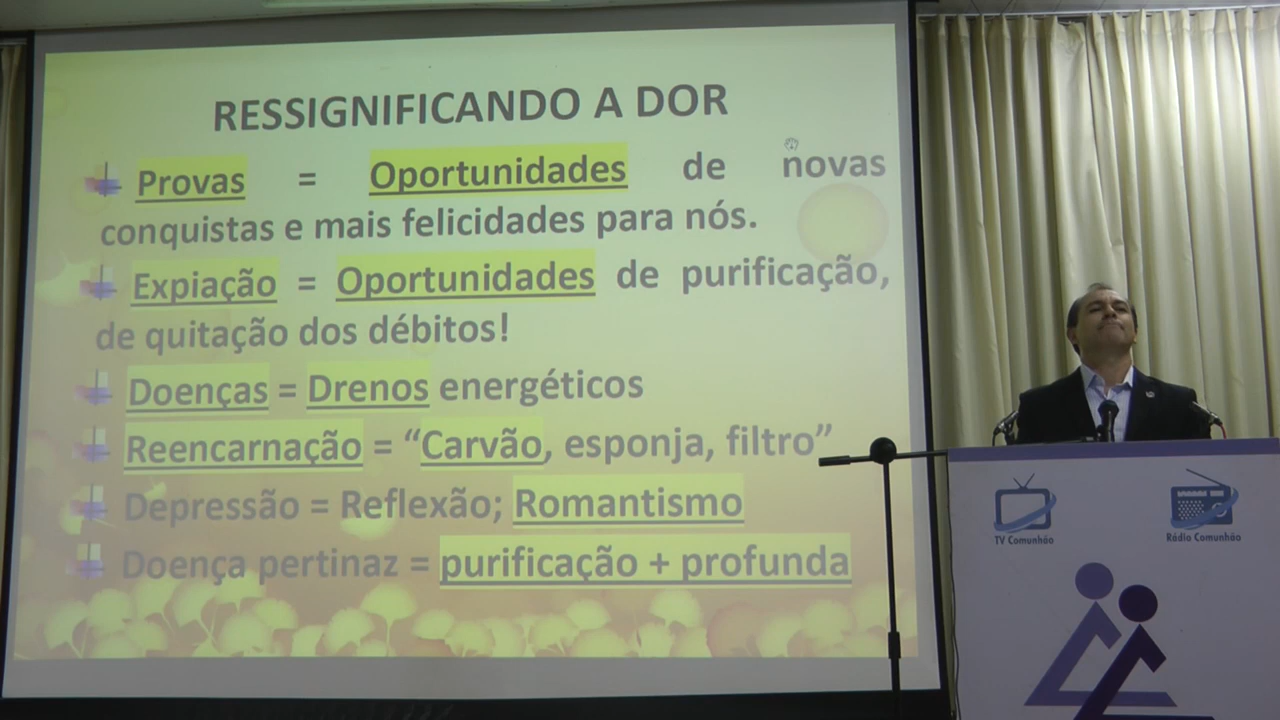 RESSIGNIFICANDO A DOR
Provas = Oportunidades de novas
conquistas e mais felicidades para nós.
Expiação = Oportunidades de purificação,
de quitação dos débitos!
Doenças = Drenos energéticos
Reencarnação = “Carvão, esponja, filtro”
Depressão = Reflexão; Romantismo
Doença pertinaz = purificação + profunda
TV Comunhão
Rádio Comunhão